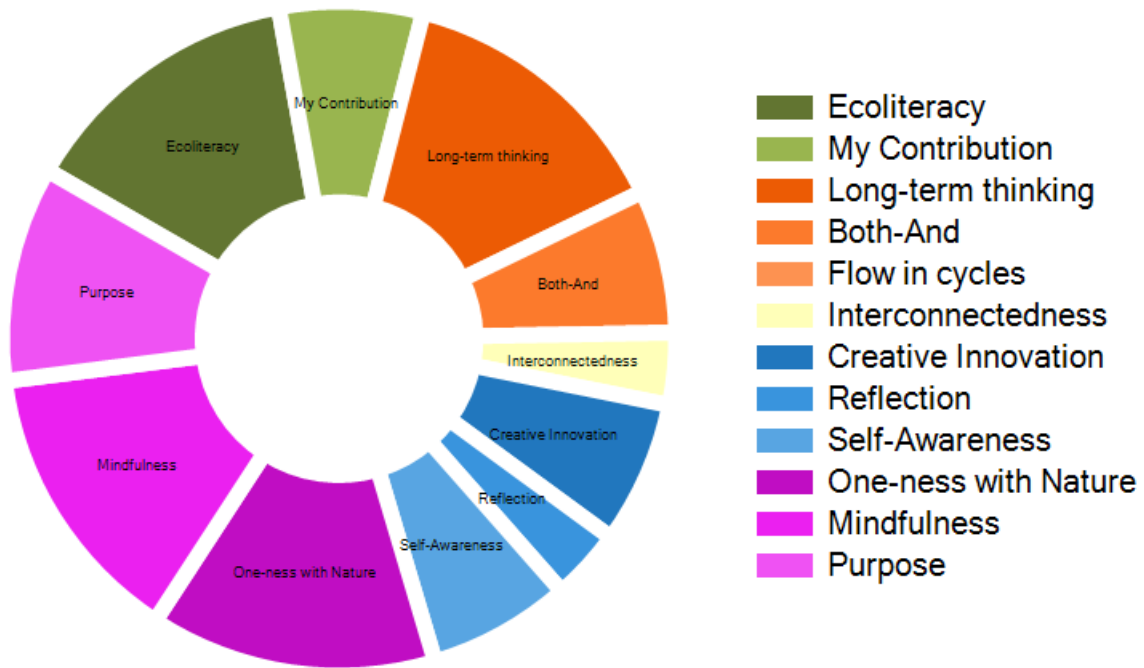 My Contribution
Ecoliteracy
Long-term thinking
Purpose
Both-And
Interconnectedness
Creative Innovation
Mindfulness
Reflection
Self-Awareness
One-ness with Nature
Ecoliteracy
My Contribution
Long-term thinking
Both-And
Flow in cycles
Interconnectedness
Creative Innovation
Reflection
Self-Awareness
One-ness with Nature
Mindfulness
Purpose